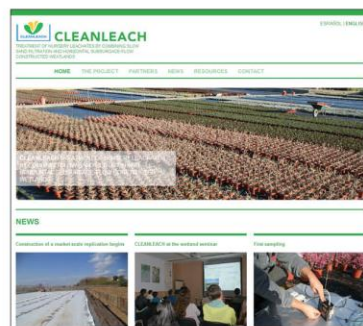 ESPAÑOL | ENGLISH
CLEANLEACH
TREATMENT OF NURSERY LEACHATES BY COMBINING SLOW
SAND FILTRATION AND HORIZONTAL SUBSURFACE FLOW
CONSTRUCTED WETLANDS
HOME THE PROJECT PARTNERS NEWS RESOURCES CONTACT
NEWS
Construction of a market scale replication begins
CLEANLEACH at the wetland seminar
First sampling